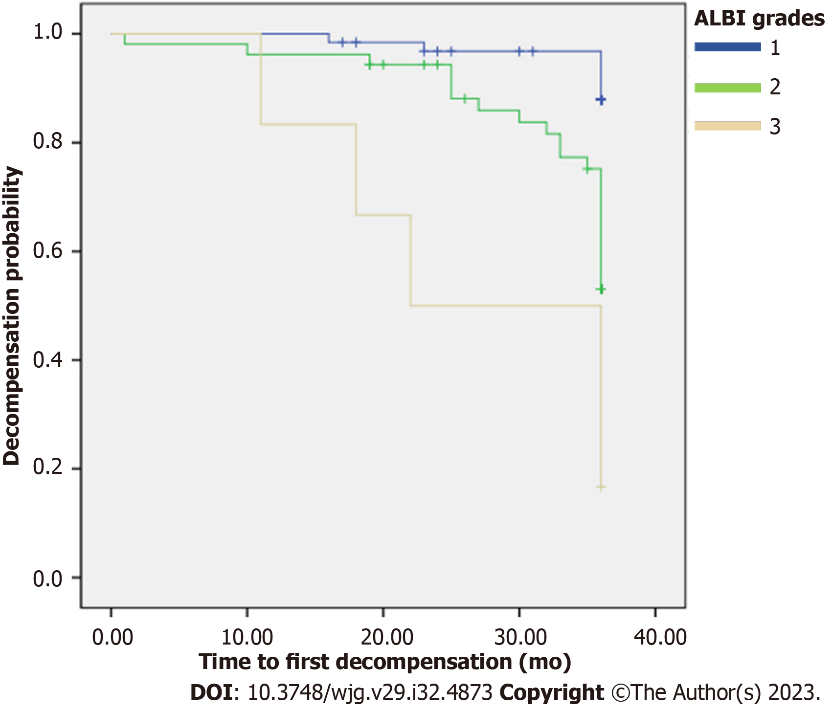 ALBI grades
1
2
3
Decompensation probability
1.0
0.8
0.6
0.4
0.2
0.0
0.00 10.00 20.00 30.00 40.00
Time to first decompensation (mo)
DOI: 10.3748/wjg.v29.i32.4873 Copyright ©The Author(s) 2023.